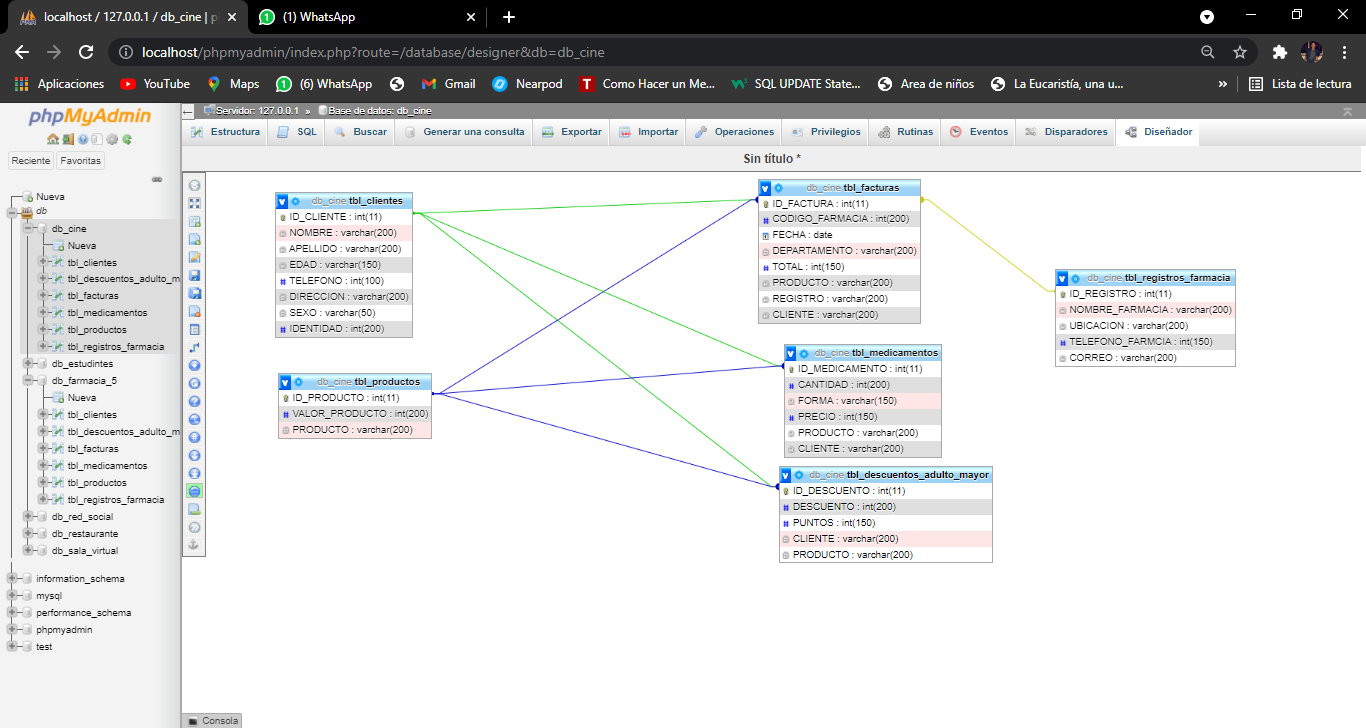 localhost / 127.0.0.1 / db_cine | p
(1) WhatsApp
localhost/phpmyadmin/index.php?route=/database/designer&db=db_cine
Aplicaciones
YouTube
Maps
(6) WhatsApp
Gmail
Nearpod
Como Hacer un Me...
SQL UPDATE State...
Area de niños
La Eucaristía, una u...
»
Lista de lectura
phpMyAdmin
Reciente Favoritas
Nueva
db
db_cine
Nueva
tbl_clientes
tbl_descuentos_adulto_m
tbl_facturas
tbl_medicamentos
tbl_productos
tbl_registros_farmacia
db_estudintes
db_farmacia_5
Nueva
tbl_clientes
tbl_descuentos_adulto_m
tbl_facturas
tbl_medicamentos
tbl_productos
tbl_registros_farmacia
db_red_social
db_restaurante
db_sala_virtual
information_schema
mysql
performance_schema
phpmyadmin
test
Servidor: 127.0.0.1 » Base de datos: db_cine
Estructura SQL Buscar Generar una consulta Exportar Importar Operaciones Privilegios Rutinas Eventos Disparadores Diseñador
Sin título *
db_cine tbl_clientes
ID_CLIENTE : int(11)
NOMBRE : varchar(200)
APELLIDO : varchar(200)
EDAD : varchar(150)
TELEFONO : int(100)
DIRECCION : varchar(200)
SEXO : varchar(50)
IDENTIDAD : int(200)
db_cine tbl_productos
ID_PRODUCTO : int(11)
VALOR_PRODUCTO : int(200)
PRODUCTO : varchar(200)
db_cine tbl_facturas
ID_FACTURA : int(11)
CODIGO_FARMACIA : int(200)
FECHA : date
DEPARTAMENTO : varchar(200)
TOTAL : int(150)
PRODUCTO : varchar(200)
REGISTRO : varchar(200)
CLIENTE : varchar(200)
db_cine tbl_medicamentos
ID_MEDICAMENTO : int(11)
CANTIDAD : int(200)
FORMA : varchar(150)
PRECIO : int(150)
PRODUCTO : varchar(200)
CLIENTE : varchar(200)
db_cine tbl_descuentos_adulto_mayor
ID_DESCUENTO : int(11)
DESCUENTO : int(200)
PUNTOS : int(150)
CLIENTE : varchar(200)
PRODUCTO : varchar(200)
db_cine tbl_registros_farmacia
ID_REGISTRO : int(11)
NOMBRE_FARMACIA : varchar(200)
UBICACION : varchar(200)
TELEFONO_FARMCIA : int(150)
CORREO : varchar(200)
Consola